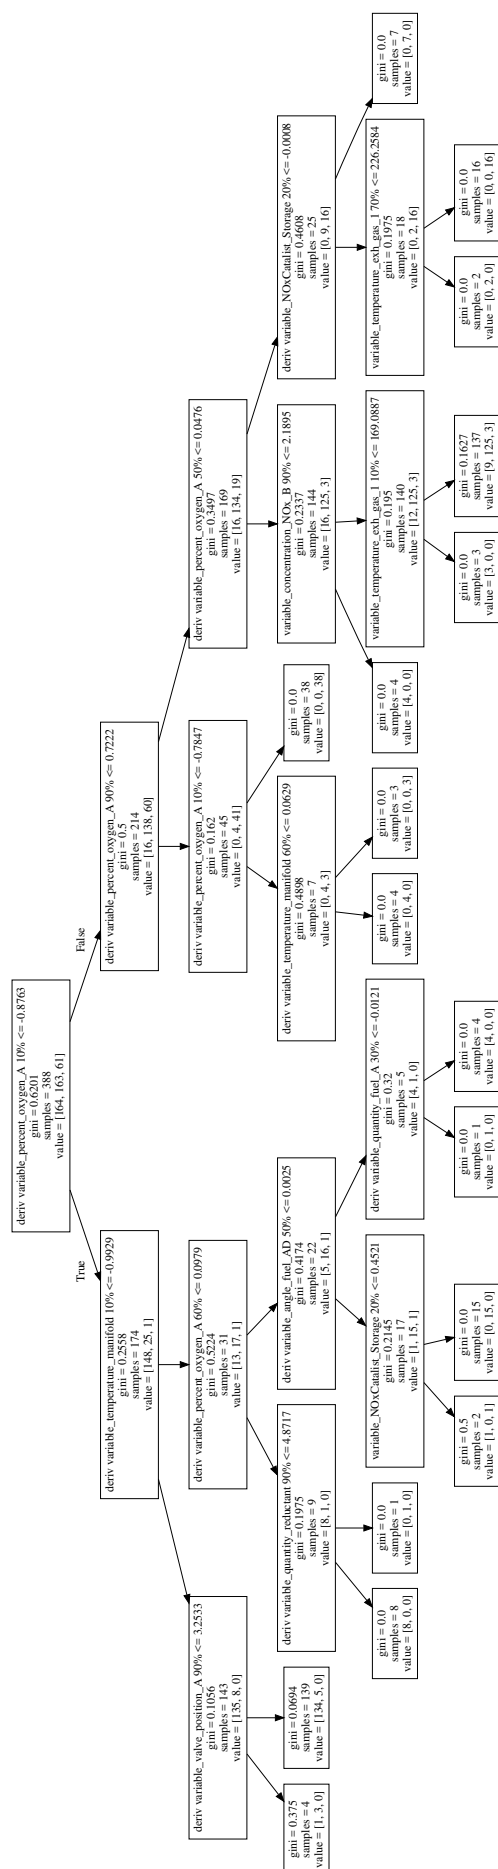 deriv variable_percent_oxygen_A 10% <= -0.8763
gini = 0.6201
samples = 388
value = [164, 163, 61]
True
False
deriv variable_temperature_manifold 10% <= -0.9929
gini = 0.2558
samples = 174
value = [148, 25, 1]
deriv variable_percent_oxygen_A 90% <= 0.7222
gini = 0.5
samples = 214
value = [16, 138, 60]
deriv variable_valve_position_A 90% <= 3.2533
gini = 0.1056
samples = 143
value = [135, 8, 0]
deriv variable_percent_oxygen_A 60% <= 0.0979
gini = 0.5224
samples = 31
value = [13, 17, 1]
deriv variable_percent_oxygen_A 10% <= -0.7847
gini = 0.162
samples = 45
value = [0, 4, 41]
deriv variable_percent_oxygen_A 50% <= 0.0476
gini = 0.3497
samples = 169
value = [16, 134, 19]
gini = 0.375
samples = 4
value = [1, 3, 0]
gini = 0.0694
samples = 139
value = [134, 5, 0]
deriv variable_quantity_reductant 90% <= 4.8717
gini = 0.1975
samples = 9
value = [8, 1, 0]
deriv variable_angle_fuel_AD 50% <= 0.0025
gini = 0.4174
samples = 22
value = [5, 16, 1]
deriv variable_temperature_manifold 60% <= 0.0629
gini = 0.4898
samples = 7
value = [0, 4, 3]
gini = 0.0
samples = 38
value = [0, 0, 38]
variable_concentration_NOx_B 90% <= 2.1895
gini = 0.2337
samples = 144
value = [16, 125, 3]
deriv variable_NOxCatalist_Storage 20% <= -0.0008
gini = 0.4608
samples = 25
value = [0, 9, 16]
gini = 0.0
samples = 8
value = [8, 0, 0]
gini = 0.0
samples = 1
value = [0, 1, 0]
variable_NOxCatalist_Storage 20% <= 0.4521
gini = 0.2145
samples = 17
value = [1, 15, 1]
deriv variable_quantity_fuel_A 30% <= -0.0121
gini = 0.32
samples = 5
value = [4, 1, 0]
gini = 0.0
samples = 4
value = [0, 4, 0]
gini = 0.0
samples = 3
value = [0, 0, 3]
gini = 0.0
samples = 4
value = [4, 0, 0]
variable_temperature_exh_gas_1 10% <= 169.0887
gini = 0.195
samples = 140
value = [12, 125, 3]
variable_temperature_exh_gas_1 70% <= 226.2584
gini = 0.1975
samples = 18
value = [0, 2, 16]
gini = 0.0
samples = 7
value = [0, 7, 0]
gini = 0.5
samples = 2
value = [1, 0, 1]
gini = 0.0
samples = 15
value = [0, 15, 0]
gini = 0.0
samples = 1
value = [0, 1, 0]
gini = 0.0
samples = 4
value = [4, 0, 0]
gini = 0.0
samples = 3
value = [3, 0, 0]
gini = 0.1627
samples = 137
value = [9, 125, 3]
gini = 0.0
samples = 2
value = [0, 2, 0]
gini = 0.0
samples = 16
value = [0, 0, 16]